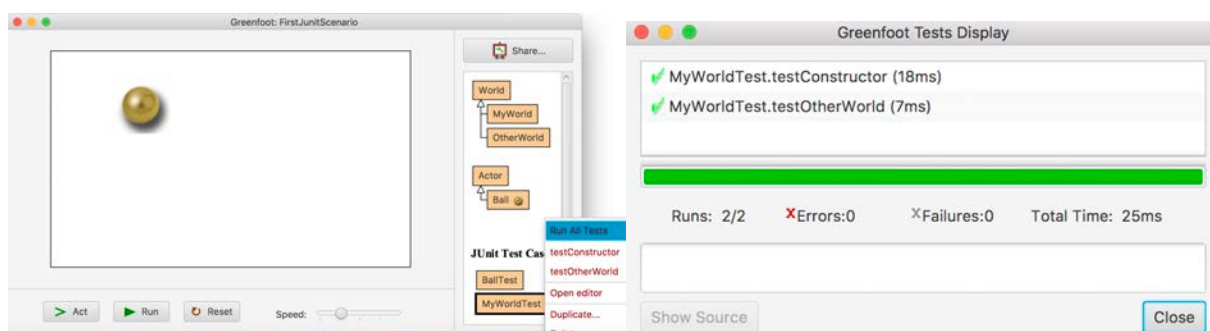 Greenfoot: FirstJunitScenario
Share...
World
MyWorld
OtherWorld
Actor
Ball
JUnit Test Cas
BallTest
MyWorldTest
Run All Tests
testConstructor
testOtherWorld
Open editor
Duplicate...
> Act
Run
Reset
Speed:
Greenfoot Tests Display
MyWorldTest.testConstructor (18ms)
MyWorldTest.testOtherWorld (7ms)
Runs: 2/2 XErrors:0 XFailures:0 Total Time: 25ms
Show Source
Close